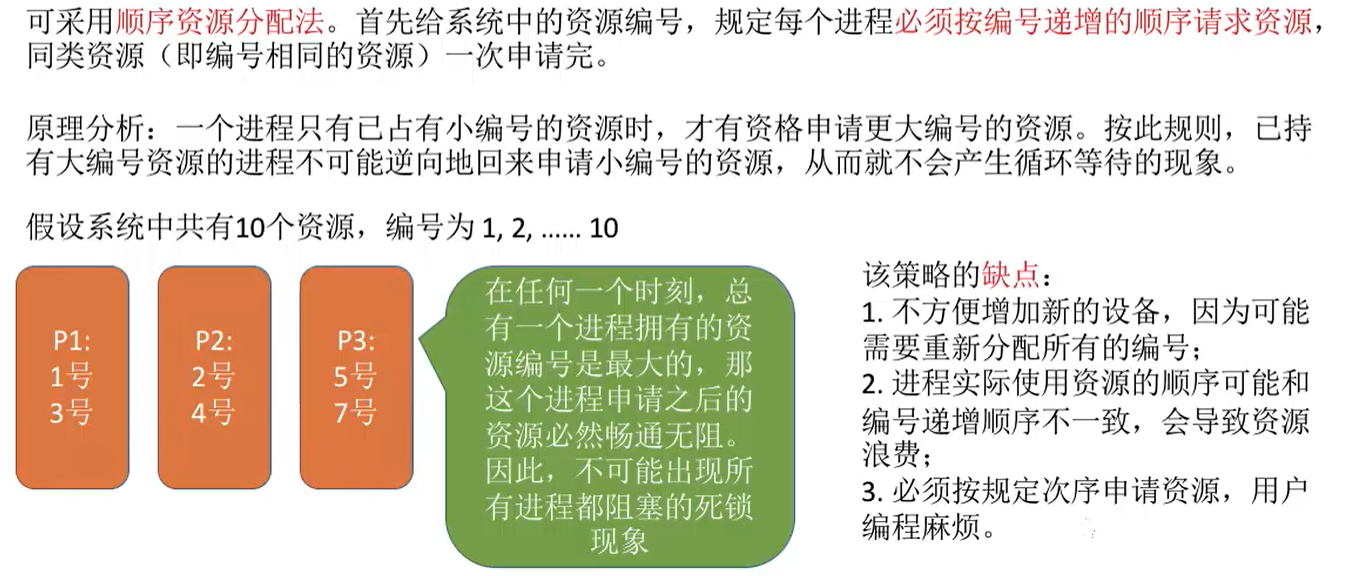 可采用顺序资源分配法。首先给系统中的资源编号，规定每个进程必须按编号递增的顺序请求资源，
同类资源（即编号相同的资源）一次申请完。
原理分析：一个进程只有已占有小编号的资源时，才有资格申请更大编号的资源。按此规则，已持
有大编号资源的进程不可能逆向地回来申请小编号的资源，从而就不会产生循环等待的现象。
假设系统中共有10个资源，编号为 1, 2, ...... 10
P1:
1号
3号
P2:
2号
4号
P3:
5号
7号
在任何一个时刻，总
有一个进程拥有的资
源编号是最大的，那
这个进程申请之后的
资源必然畅通无阻。
因此，不可能出现所
有进程都阻塞的死锁
现象
该策略的缺点：
1. 不方便增加新的设备，因为可能
需要重新分配所有的编号；
2. 进程实际使用资源的顺序可能和
编号递增顺序不一致，会导致资源
浪费；
3. 必须按规定次序申请资源，用户
编程麻烦。